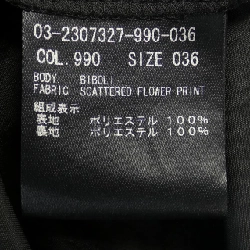 03-2307327-990-036
COL.990 SIZE 036
BODY BIBOLI
FABRIC SCATTERED FLOWER PRINT
組成表示
表地 ポリエステル 100%
裏地 ポリエステル 100%